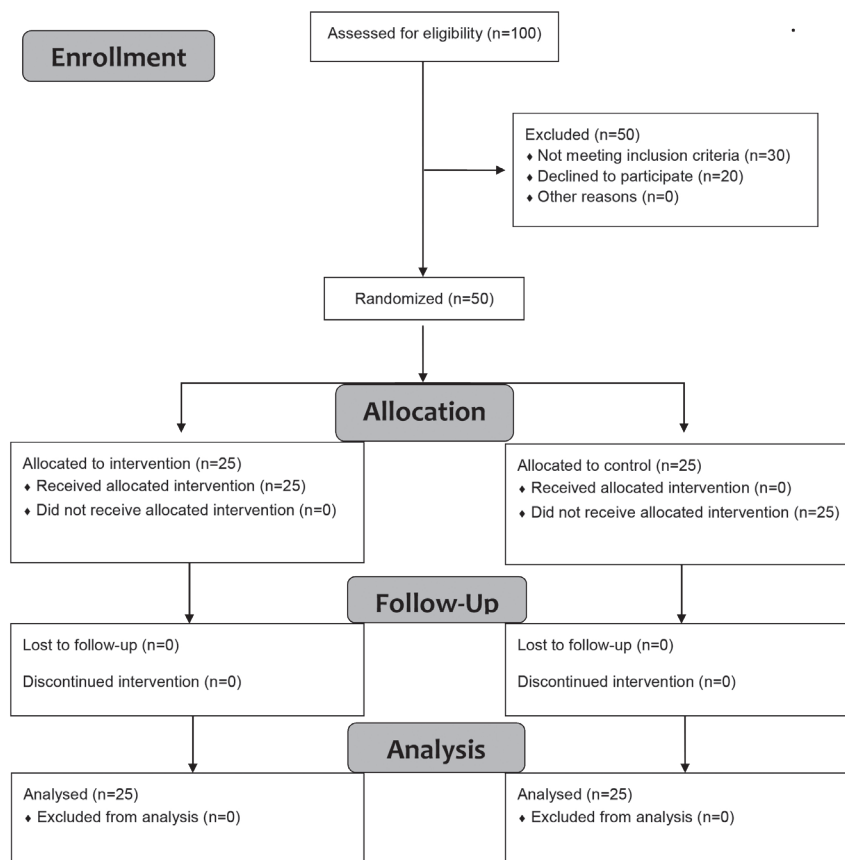 Enrollment
Assessed for eligibility (n=100)
Excluded (n=50)
♦ Not meeting inclusion criteria (n=30)
♦ Declined to participate (n=20)
♦ Other reasons (n=0)
Randomized (n=50)
Allocation
Allocated to intervention (n=25)
♦ Received allocated intervention (n=25)
♦ Did not receive allocated intervention (n=0)
Allocated to control (n=25)
♦ Received allocated intervention (n=0)
♦ Did not receive allocated intervention (n=25)
Follow-Up
Lost to follow-up (n=0)
Discontinued intervention (n=0)
Lost to follow-up (n=0)
Discontinued intervention (n=0)
Analysis
Analysed (n=25)
♦ Excluded from analysis (n=0)
Analysed (n=25)
♦ Excluded from analysis (n=0)